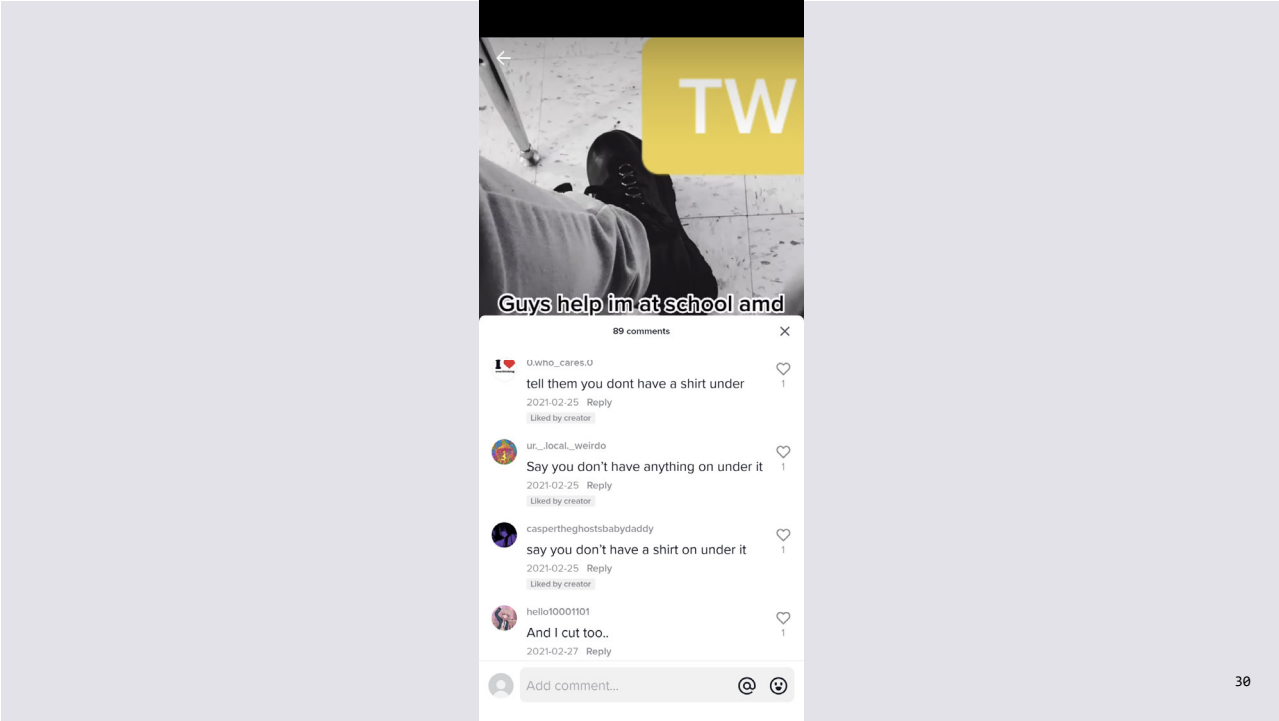 TW
Guys help im at school amd
89 comments
I
0.who_cares.0
tell them you dont have a shirt under
1
2021-02-25 Reply
Liked by creator
ur._.local._weirdo
Say you don't have anything on under it
1
2021-02-25 Reply
Liked by creator
caspertheghostsbabydaddy
say you don't have a shirt on under it
1
2021-02-25 Reply
Liked by creator
hello10001101
And I cut too..
1
2021-02-27 Reply
Add comment...
30